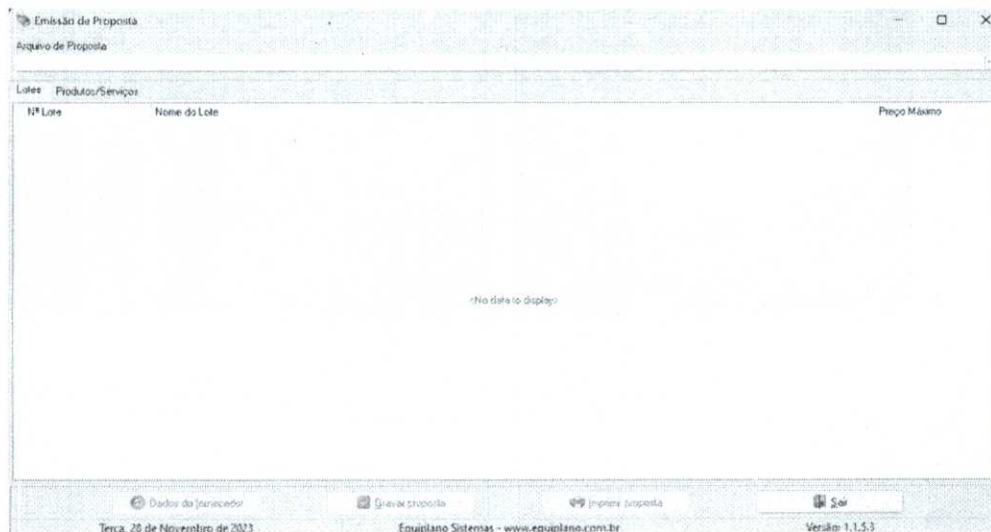 Emissão de Proposta
Arquivo de Proposta
Lotes Produtos/Serviços
Nº Lote Nome do Lote Preço Máximo
<No data to display>
Dados do fornecedor Gravar proposta Imprimir proposta Sair
Terça, 28 de Novembro de 2023 Equiplano Sistemas - www.equiplano.com.br Versão: 1.1.5.3